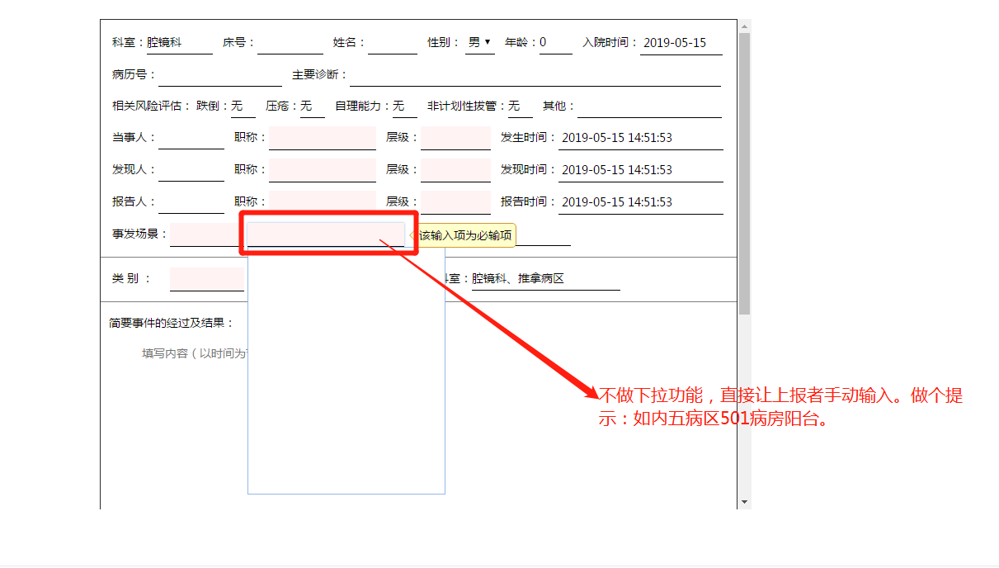 科室：腔镜科 床号： 姓名： 性别： 男 年龄：0 入院时间： 2019-05-15
病历号： 主要诊断：
相关风险评估： 跌倒：无 压疮：无 自理能力：无 非计划性拔管：无 其他：
当事人： 职称： 层级： 发生时间： 2019-05-15 14:51:53
发现人： 职称： 层级： 发现时间： 2019-05-15 14:51:53
报告人： 职称： 层级： 报告时间： 2019-05-15 14:51:53
事发场景： 该输入项为必输项
类 别 ： 室：腔镜科、推拿病区
简要事件的经过及结果：
填写内容（以时间为
不做下拉功能，直接让上报者手动输入。做个提
示：如内五病区501病房阳台。